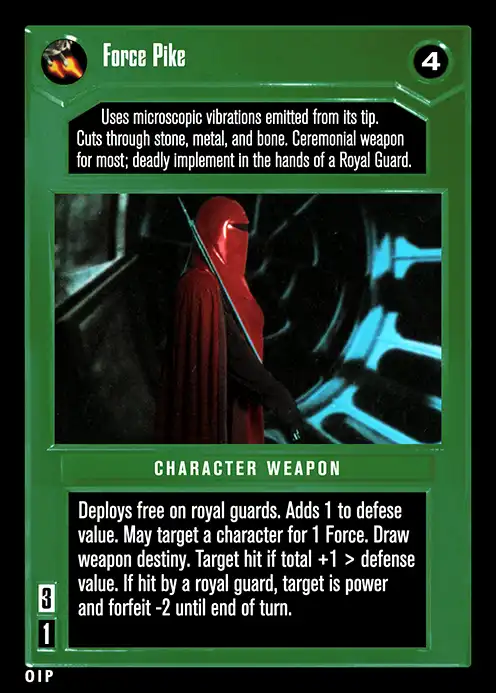 Force Pike
4
Uses microscopic vibrations emitted from its tip.
Cuts through stone, metal, and bone. Ceremonial weapon
for most; deadly implement in the hands of a Royal Guard.
CHARACTER WEAPON
Deploys free on royal guards. Adds 1 to defese
value. May target a character for 1 Force. Draw
weapon destiny. Target hit if total +1 > defense
value. If hit by a royal guard, target is power
and forfeit -2 until end of turn.
3
1
OIP